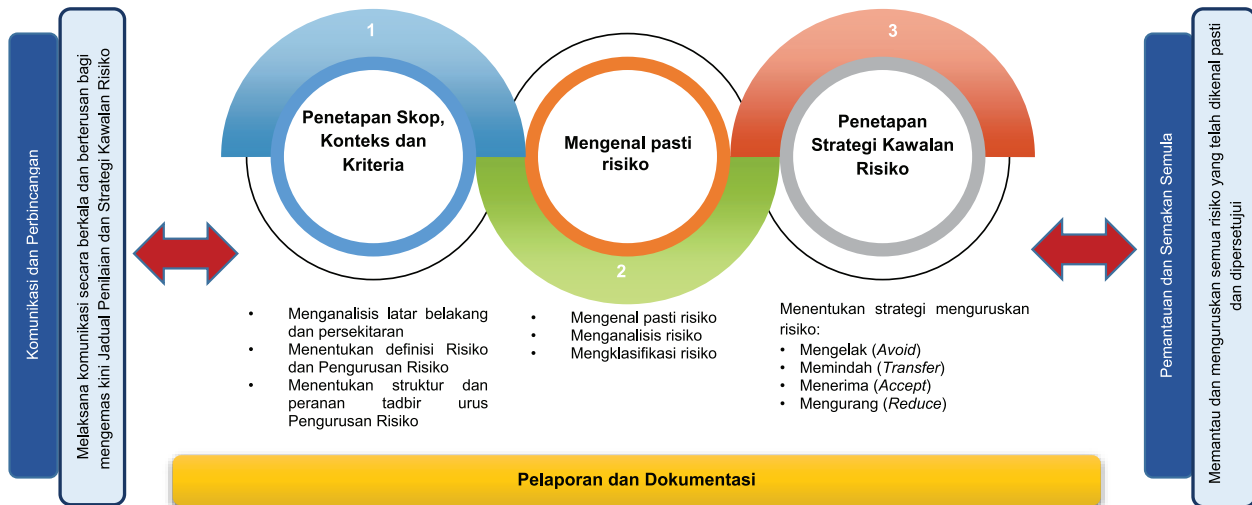 Komunikasi dan Perbincangan
Melaksana komunikasi secara berkala dan berterusan bagi
mengemas kini Jadual Penilaian dan Strategi Kawalan Risiko
1
Penetapan Skop,
Konteks dan
Kriteria
• Menganalisis latar belakang
dan persekitaran
• Menentukan definisi Risiko
dan Pengurusan Risiko
• Menentukan struktur dan
peranan tadbir urus
Pengurusan Risiko
Mengenal pasti
risiko
2
• Mengenal pasti risiko
• Menganalisis risiko
• Mengklasifikasi risiko
3
Penetapan
Strategi Kawalan
Risiko
Menentukan strategi menguruskan
risiko:
• Mengelak (Avoid)
• Memindah (Transfer)
• Menerima (Accept)
• Mengurang (Reduce)
Pemantauan dan Semakan Semula
Memantau dan menguruskan semua risiko yang telah dikenal pasti
dan dipersetujui
Pelaporan dan Dokumentasi